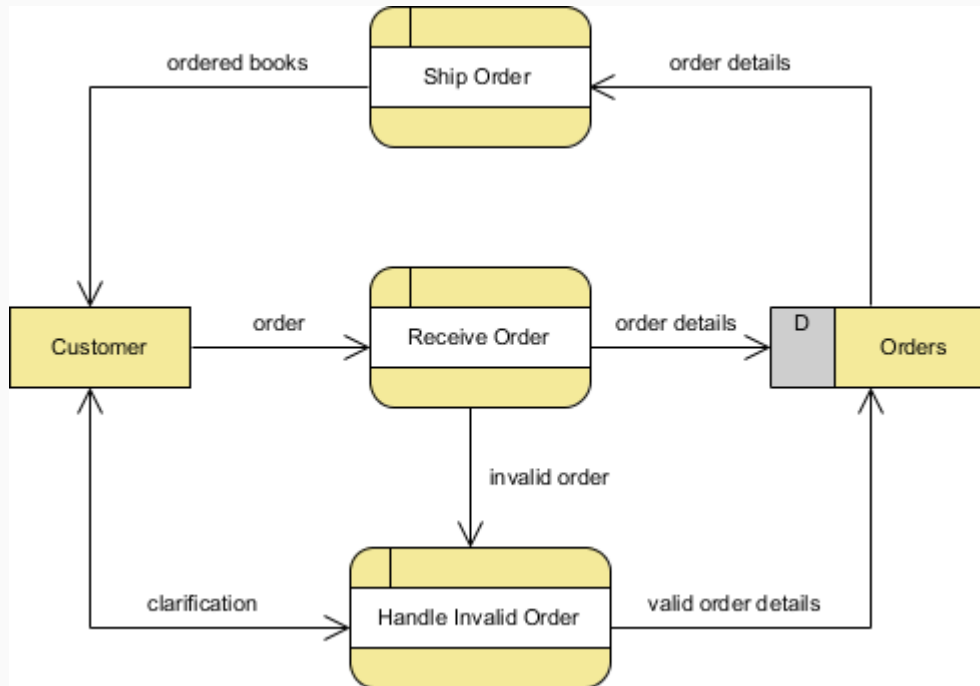 ordered books
Ship Order
order details
Customer
order
Receive Order
order details
D
Orders
invalid order
clarification
Handle Invalid Order
valid order details